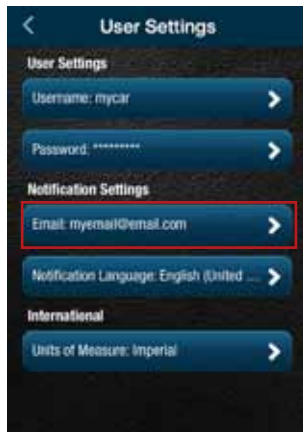 User Settings
User Settings
Username: mycar
Password: *********
Notification Settings
Email: myemail@email.com
Notification Language: English (United ...
International
Units of Measure: Imperial